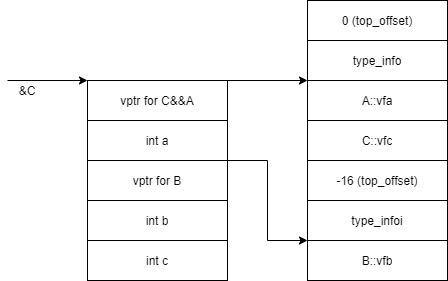 &C
vptr for C&&A
int a
vptr for B
int b
int c
0 (top_offset)
type_info
A::vfa
C::vfc
-16 (top_offset)
type_infoi
B::vfb